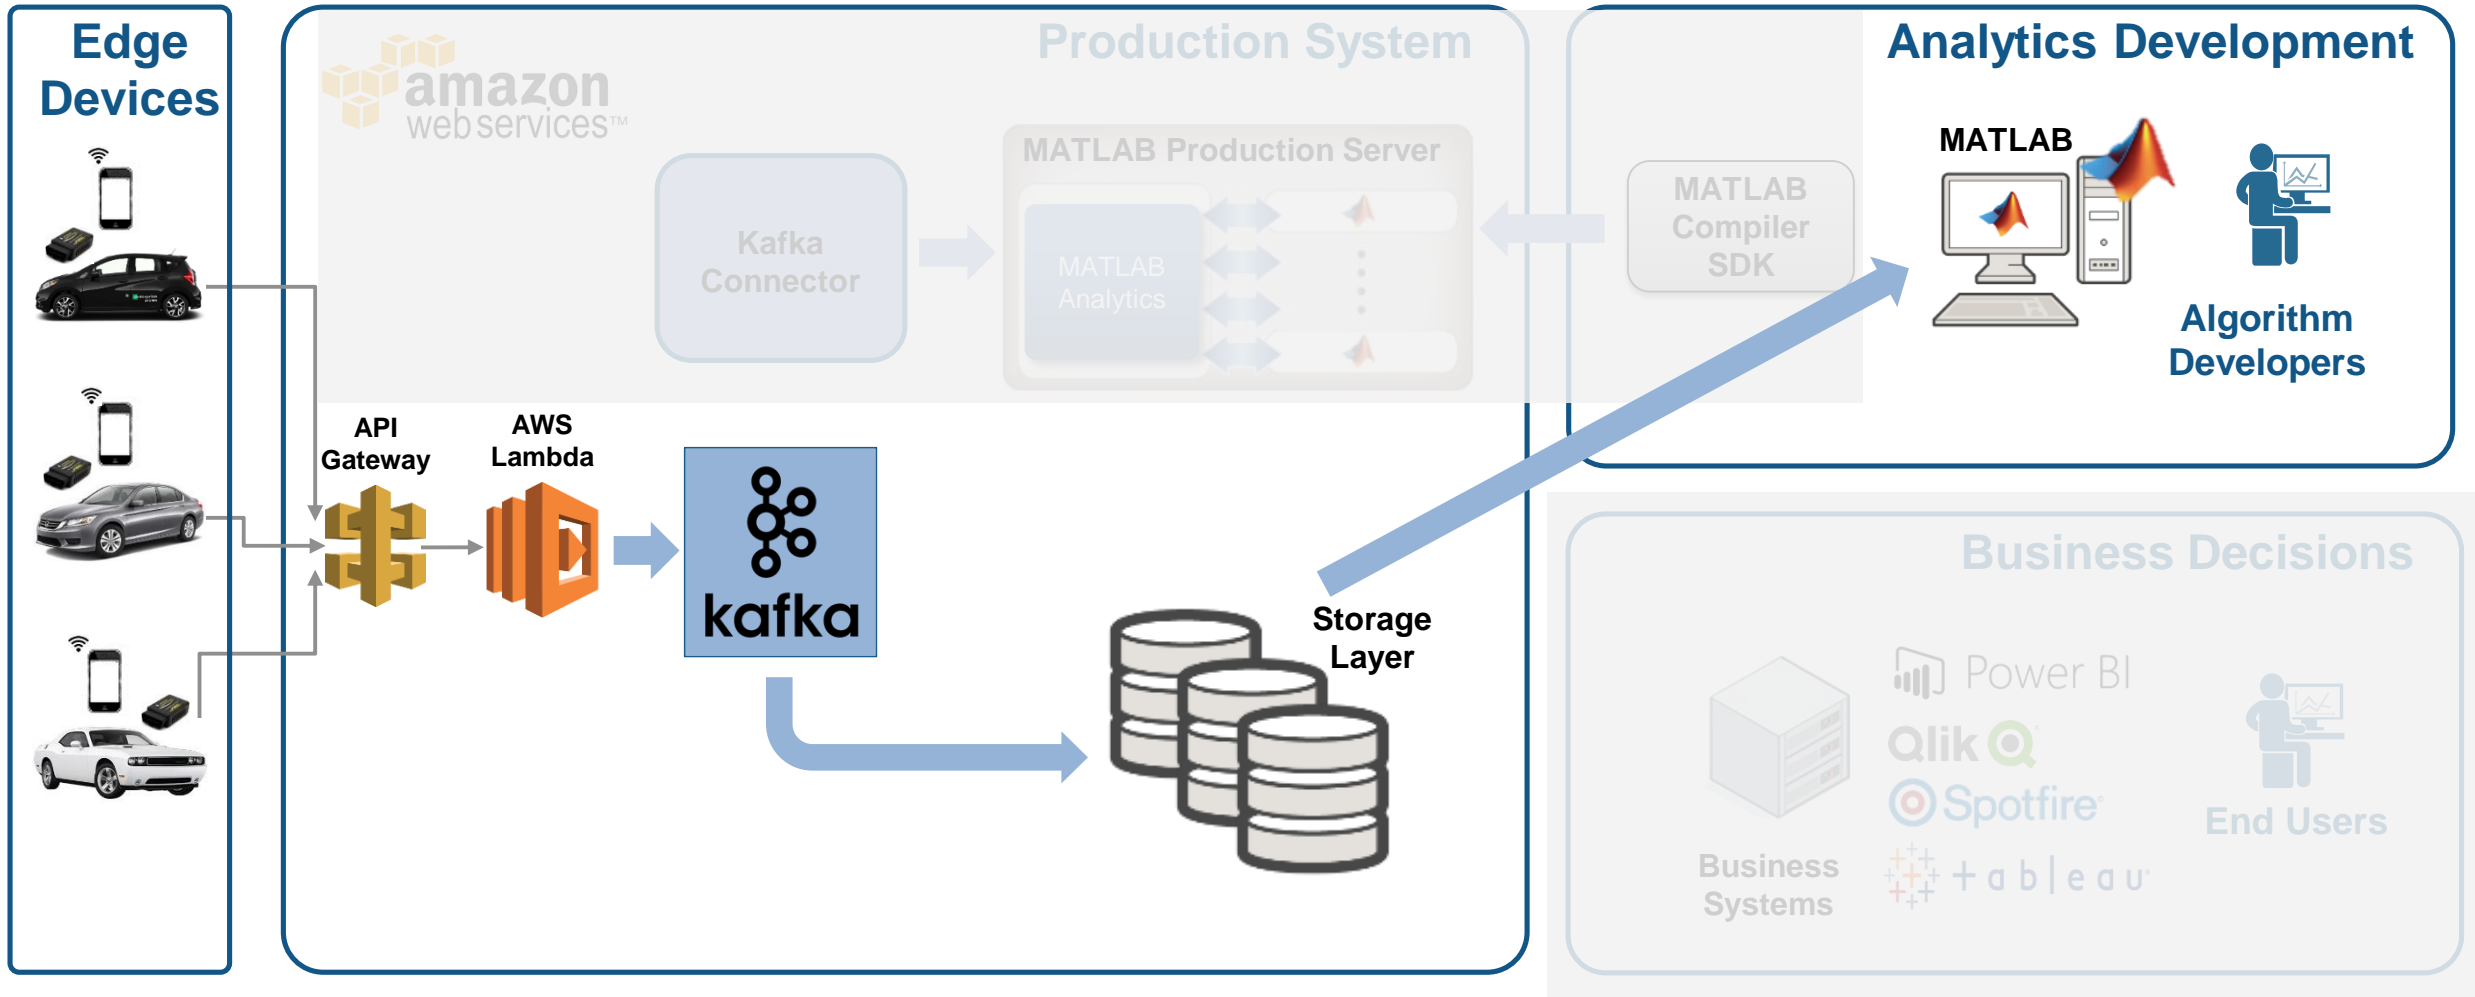 Edge
Devices
amazon
web services™
Production System
Kafka
Connector
MATLAB Production Server
MATLAB
Analytics
MATLAB
Compiler
SDK
Analytics Development
MATLAB
Algorithm
Developers
API
Gateway
AWS
Lambda
kafka
Storage
Layer
Business Decisions
Business
Systems
Power BI
Qlik
Spotfire
+ableau
End Users